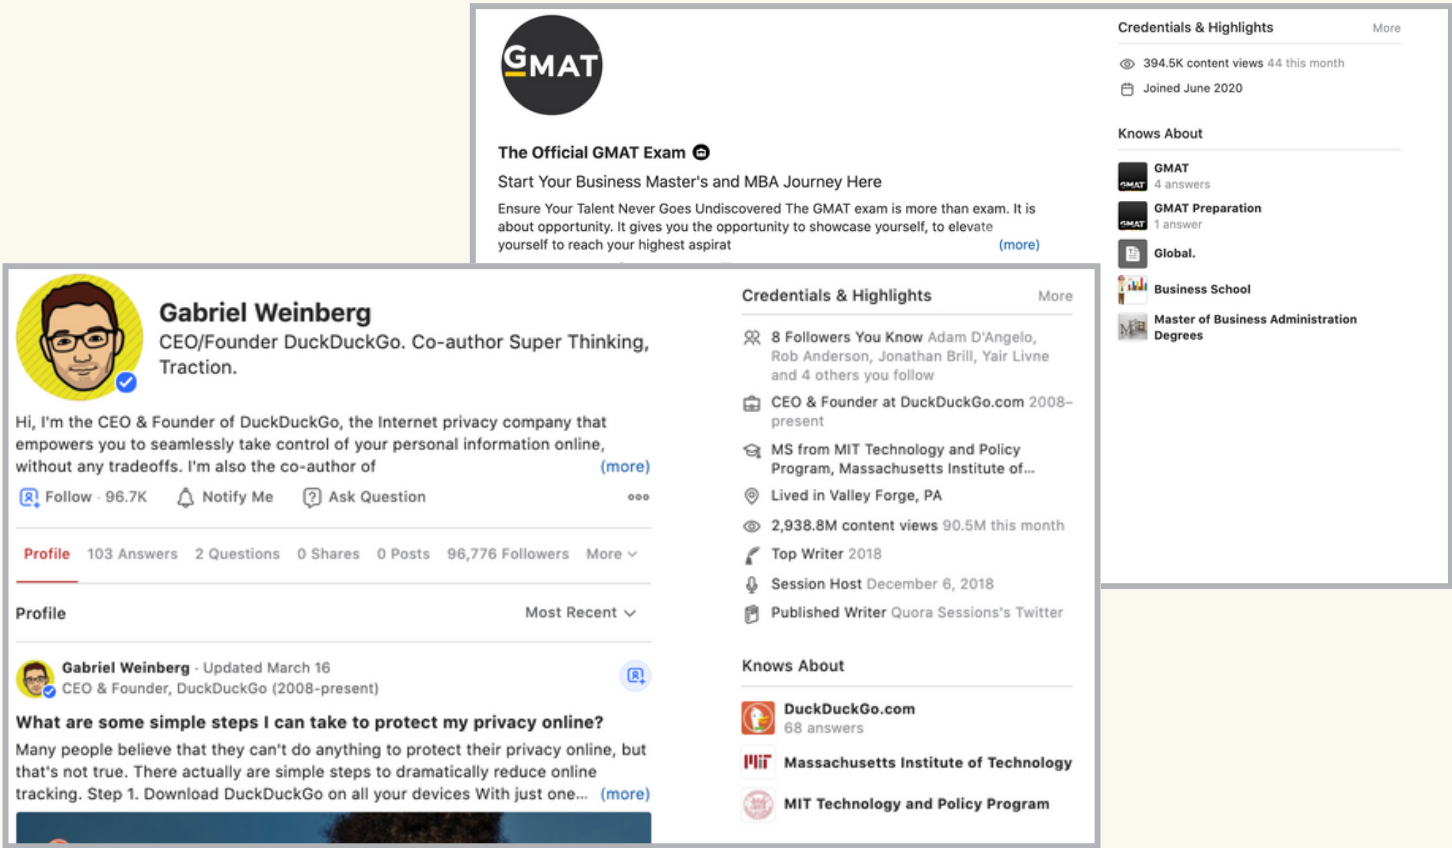 GMAT
The Official GMAT Exam
Start Your Business Master's and MBA Journey Here
Ensure Your Talent Never Goes Undiscovered The GMAT exam is more than exam. It is
about opportunity. It gives you the opportunity to showcase yourself, to elevate
yourself to reach your highest aspirat (more)
Credentials & Highlights More
394.5K content views 44 this month
Joined June 2020
Knows About
GMAT
GMAT
4 answers
GMAT
GMAT Preparation
1 answer
Global.
Business School
Master of Business Administration
Degrees
Gabriel Weinberg
CEO/Founder DuckDuckGo. Co-author Super Thinking,
Traction.
Hi, I'm the CEO & Founder of DuckDuckGo, the Internet privacy company that
empowers you to seamlessly take control of your personal information online,
without any tradeoffs. I'm also the co-author of (more)
Follow · 96.7K Notify Me Ask Question
Profile 103 Answers 2 Questions 0 Shares 0 Posts 96,776 Followers More
Profile Most Recent
Gabriel Weinberg · Updated March 16
CEO & Founder, DuckDuckGo (2008-present)
What are some simple steps I can take to protect my privacy online?
Many people believe that they can't do anything to protect their privacy online, but
that's not true. There actually are simple steps to dramatically reduce online
tracking. Step 1. Download DuckDuckGo on all your devices With just one... (more)
Credentials & Highlights More
8 Followers You Know Adam D'Angelo,
Rob Anderson, Jonathan Brill, Yair Livne
and 4 others you follow
CEO & Founder at DuckDuckGo.com 2008–
present
MS from MIT Technology and Policy
Program, Massachusetts Institute of...
Lived in Valley Forge, PA
2,938.8M content views 90.5M this month
Top Writer 2018
Session Host December 6, 2018
Published Writer Quora Sessions's Twitter
Knows About
DuckDuckGo.com
68 answers
Massachusetts Institute of Technology
MIT Technology and Policy Program